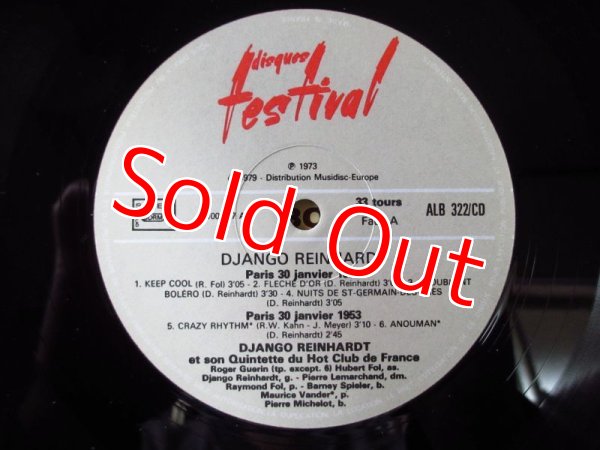 disques
festival
℗ 1973
1979 - Distribution Musidisc-Europe
33 tours
ALB 322/CD
Sold Out
DJANGO REINHARDT
Paris 30 janvier
1. KEEP COOL (R. Fol) 3'05 - 2. FLECHE D'OR (D. Reinhardt)
BOLÉRO (D. Reinhardt) 3'30 - 4. NUITS DE ST-GERMAIN-DES
(D. Reinhardt) 3'05
Paris 30 janvier 1953
5. CRAZY RHYTHM* (R.W. Kahn - J. Meyer) 3'10 - 6. ANOUMAN*
(D. Reinhardt) 2'45
DJANGO REINHARDT
et son Quintette du Hot Club de France
Roger Guerin (tp. except. 6) Hubert Fol, as.
Django Reinhardt, g. - Pierre Lemarchand, dm.
Raymond Fol, p. - Barney Spieler, b.
Maurice Vander*, p.
Pierre Michelot, b.